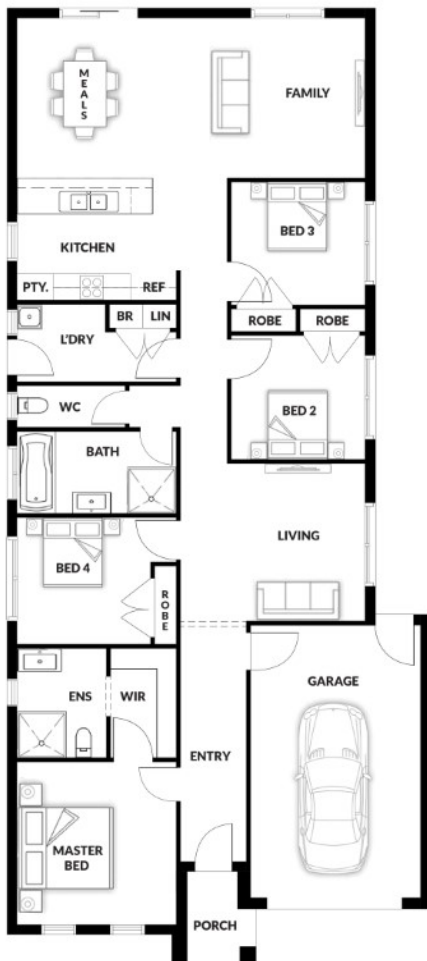 MEALS
FAMILY
BED 3
KITCHEN
PTY. REF
BR LIN
ROBE ROBE
L'DRY
WC
BED 2
BATH
LIVING
BED 4
ROBE
GARAGE
ENS WIR
ENTRY
MASTER
BED
PORCH